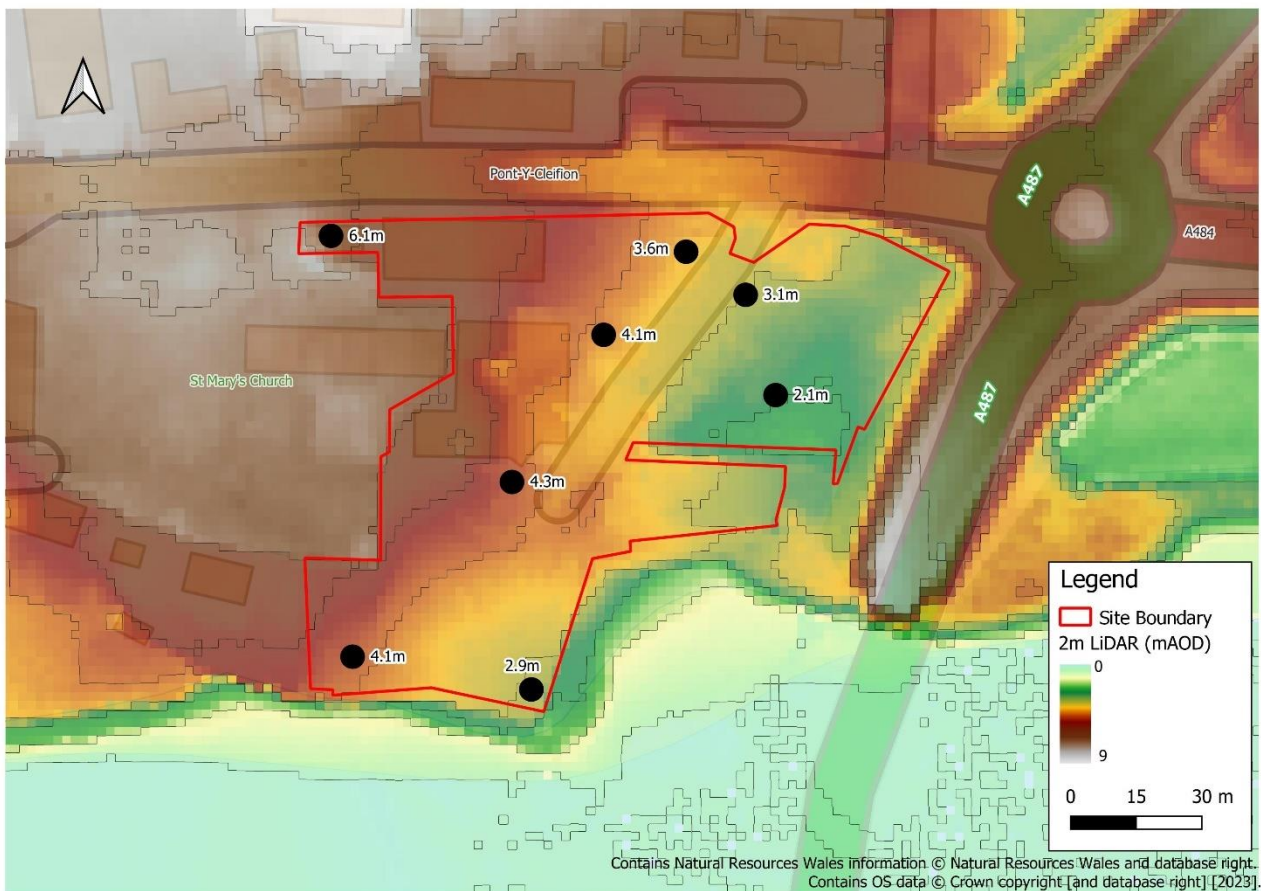 Pont-Y-Cleifion
A487
A484
6.1m
3.6m
3.1m
4.1m
2.1m
St Mary's Church
A487
4.3m
4.1m
2.9m
Legend
Site Boundary
2m LiDAR (mAOD)
0
9
0 15 30 m
Contains Natural Resources Wales information © Natural Resources Wales and database right.
Contains OS data © Crown copyright [and database right] [2023].